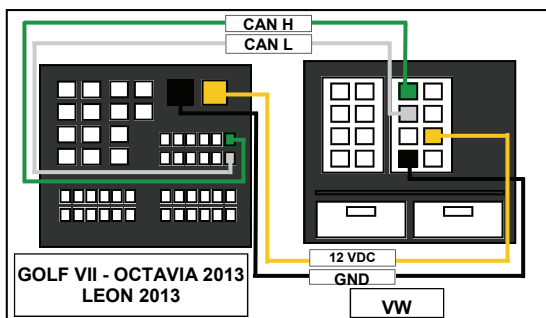 CAN H
CAN L
12 VDC
GND
GOLF VII - OCTAVIA 2013
LEON 2013
VW